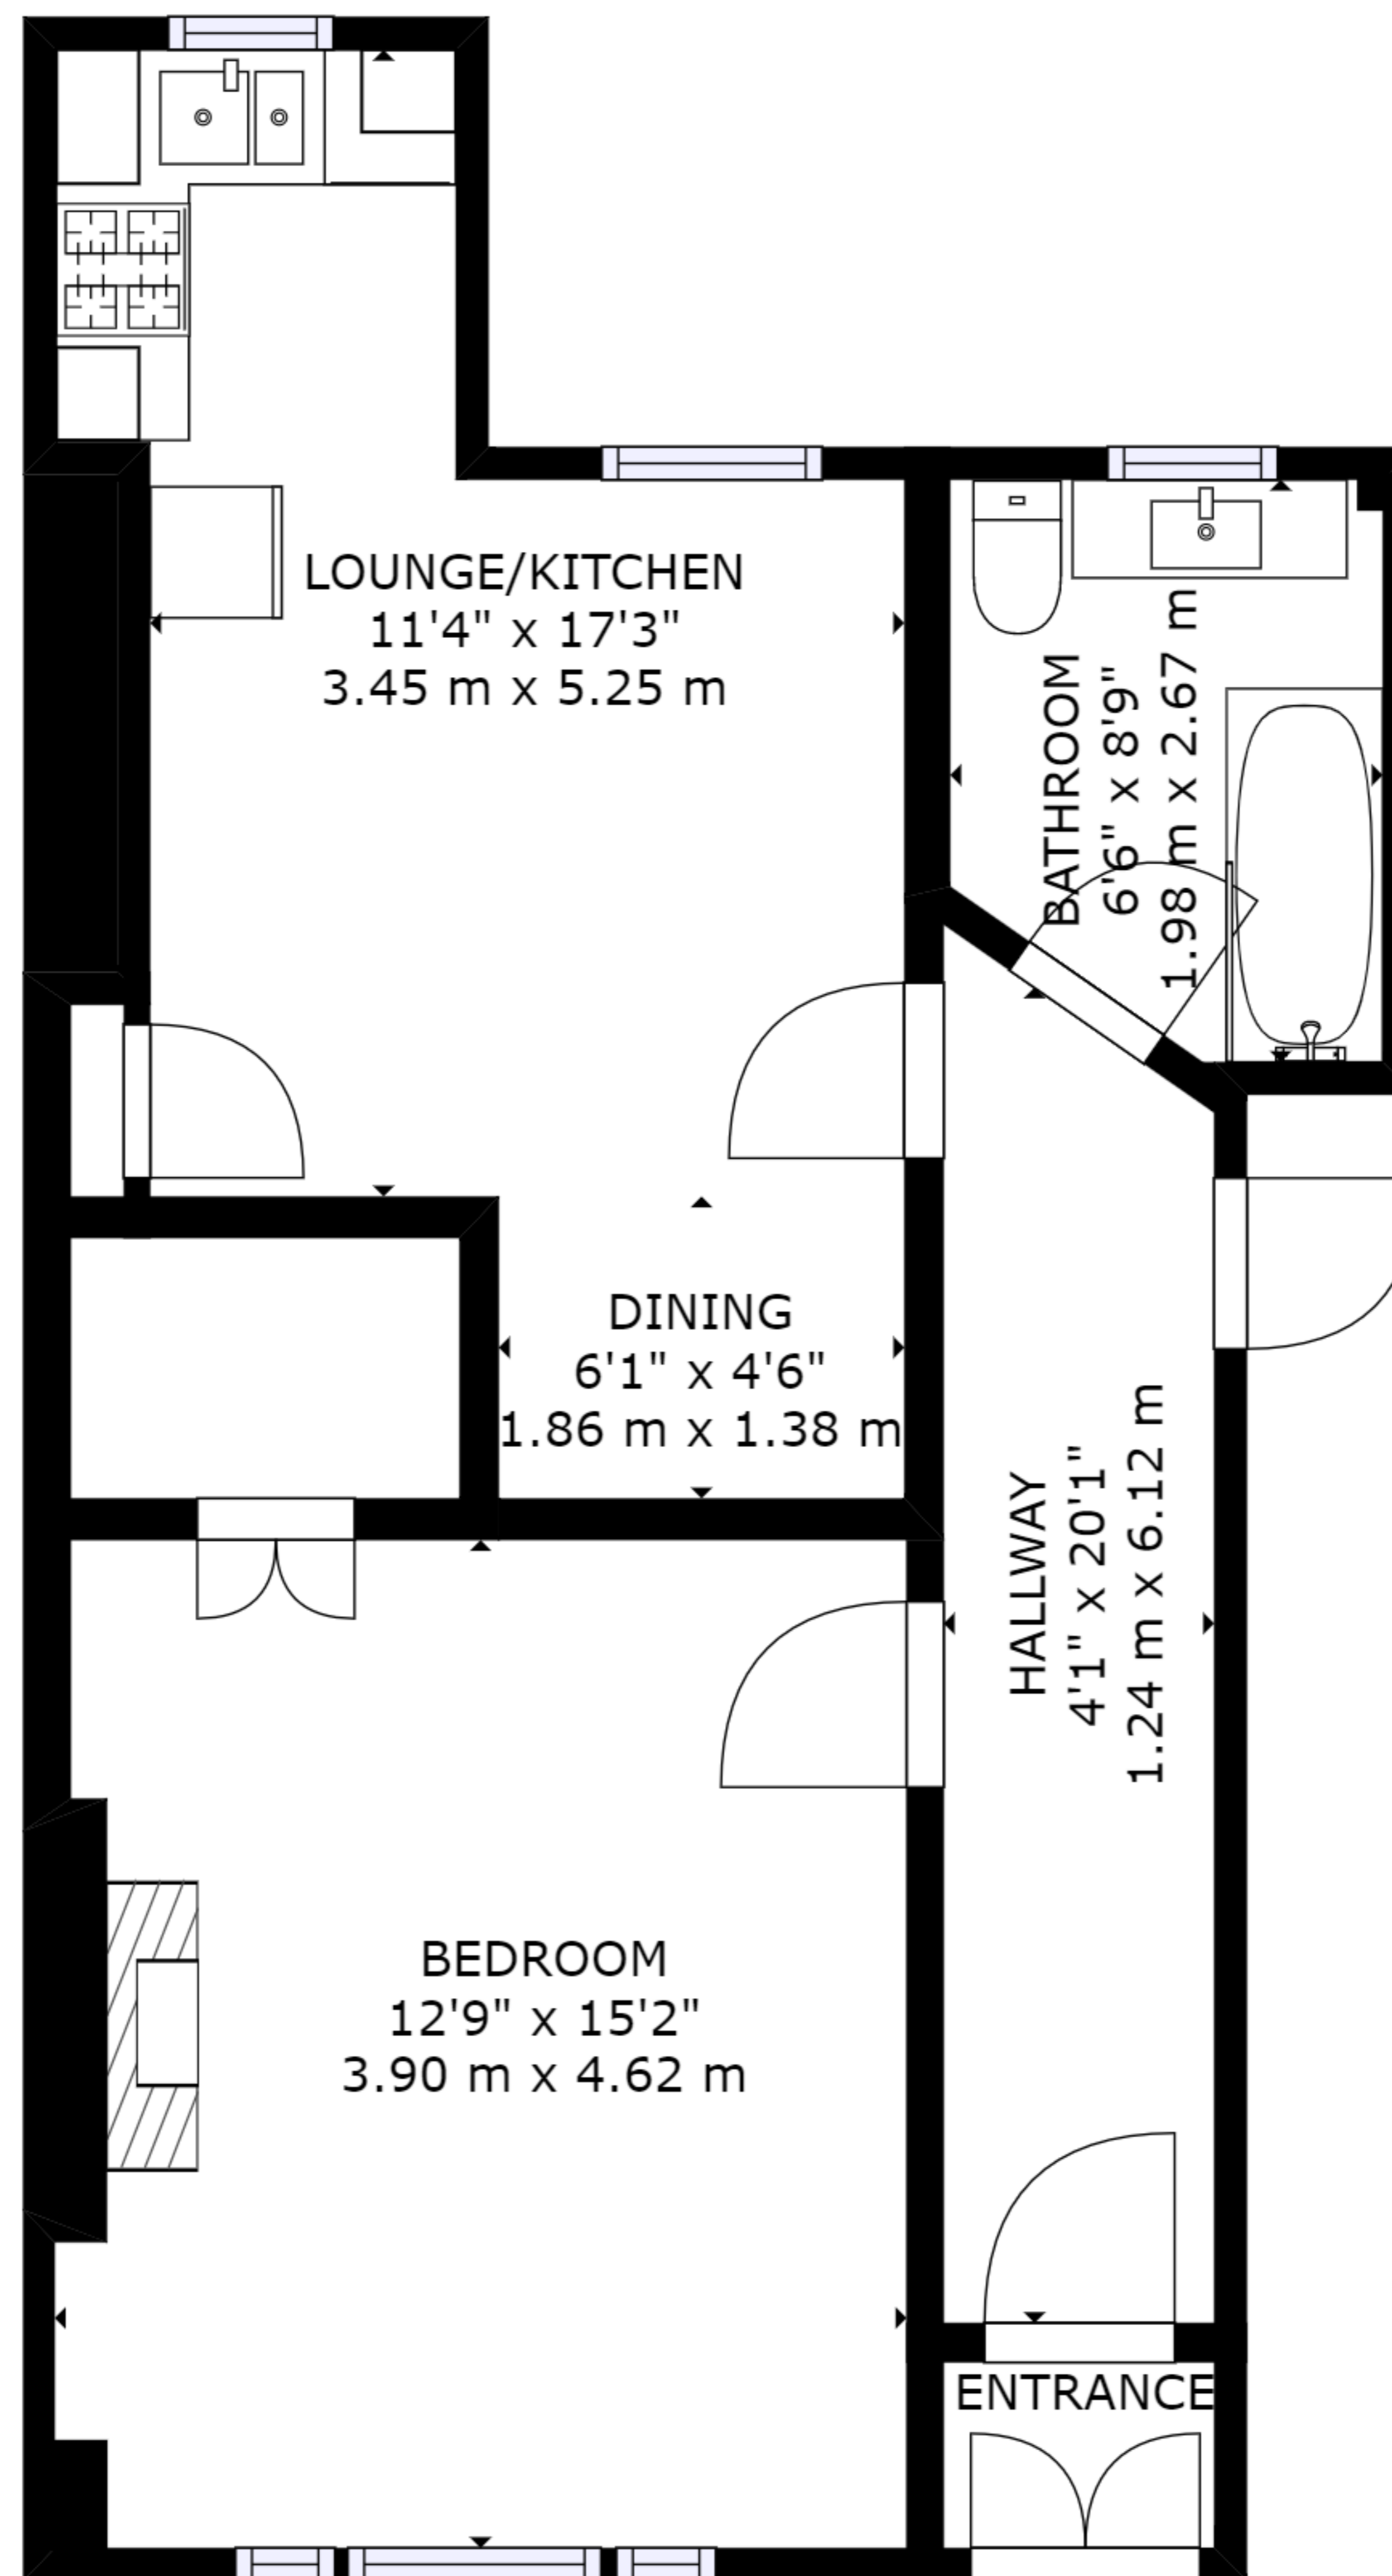 LOUNGE/KITCHEN
11'4" x 17'3"
3.45 m x 5.25 m
BATHROOM
6'6" x 8'9"
1.98 m x 2.67 m
DINING
6'1" x 4'6"
1.86 m x 1.38 m
HALLWAY
4'1" x 20'1"
1.24 m x 6.12 m
BEDROOM
12'9" x 15'2"
3.90 m x 4.62 m
ENTRANCE